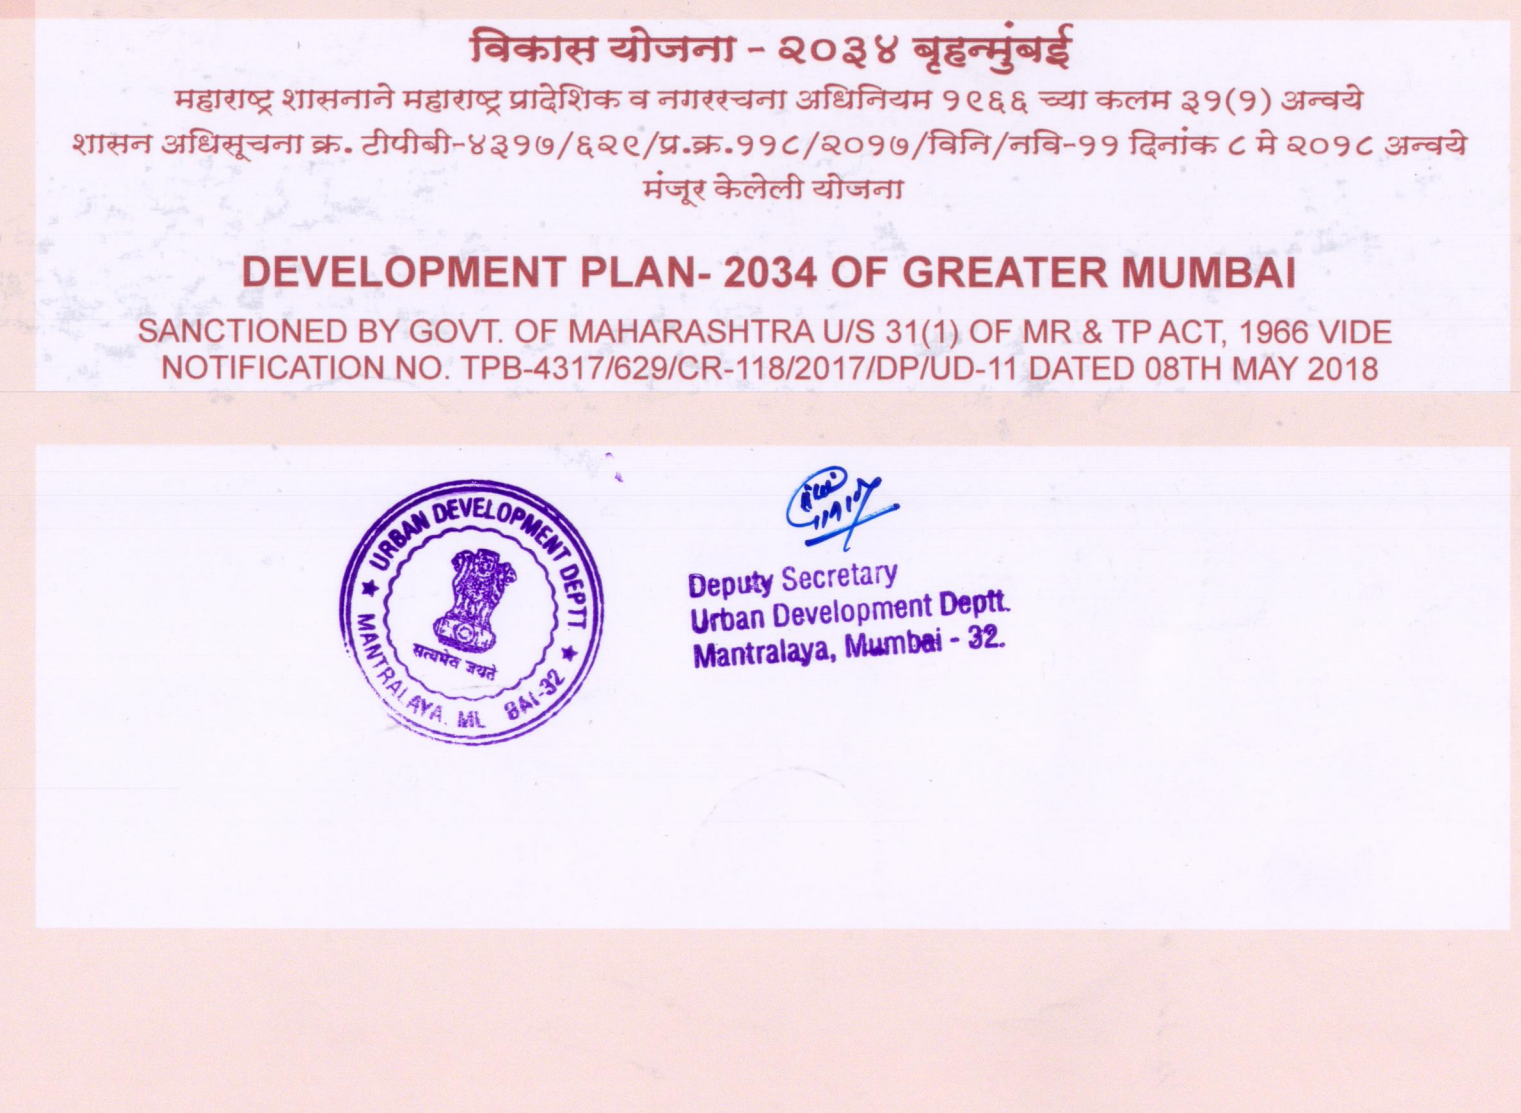 विकास योजना - २०३४ बृहन्मुंबई
महाराष्ट्र शासनाने महाराष्ट्र प्रादेशिक व नगररचना अधिनियम १९६६ च्या कलम ३१(१) अन्वये
शासन अधिसूचना क्र. टीपीबी-४३१७/६२९/प्र.क्र.११८/२०१७/विनि/नवि-११ दिनांक ८ मे २०१८ अन्वये
मंजूर केलेली योजना
DEVELOPMENT PLAN- 2034 OF GREATER MUMBAI
SANCTIONED BY GOVT. OF MAHARASHTRA U/S 31(1) OF MR & TP ACT, 1966 VIDE
NOTIFICATION NO. TPB-4317/629/CR-118/2017/DP/UD-11 DATED 08TH MAY 2018
★ URBAN DEVELOPMENT DEPTT ★
सत्यमेव जयते
MANTRALAYA. MU BAI-32
Deputy Secretary
Urban Development Deptt.
Mantralaya, Mumbai - 32.